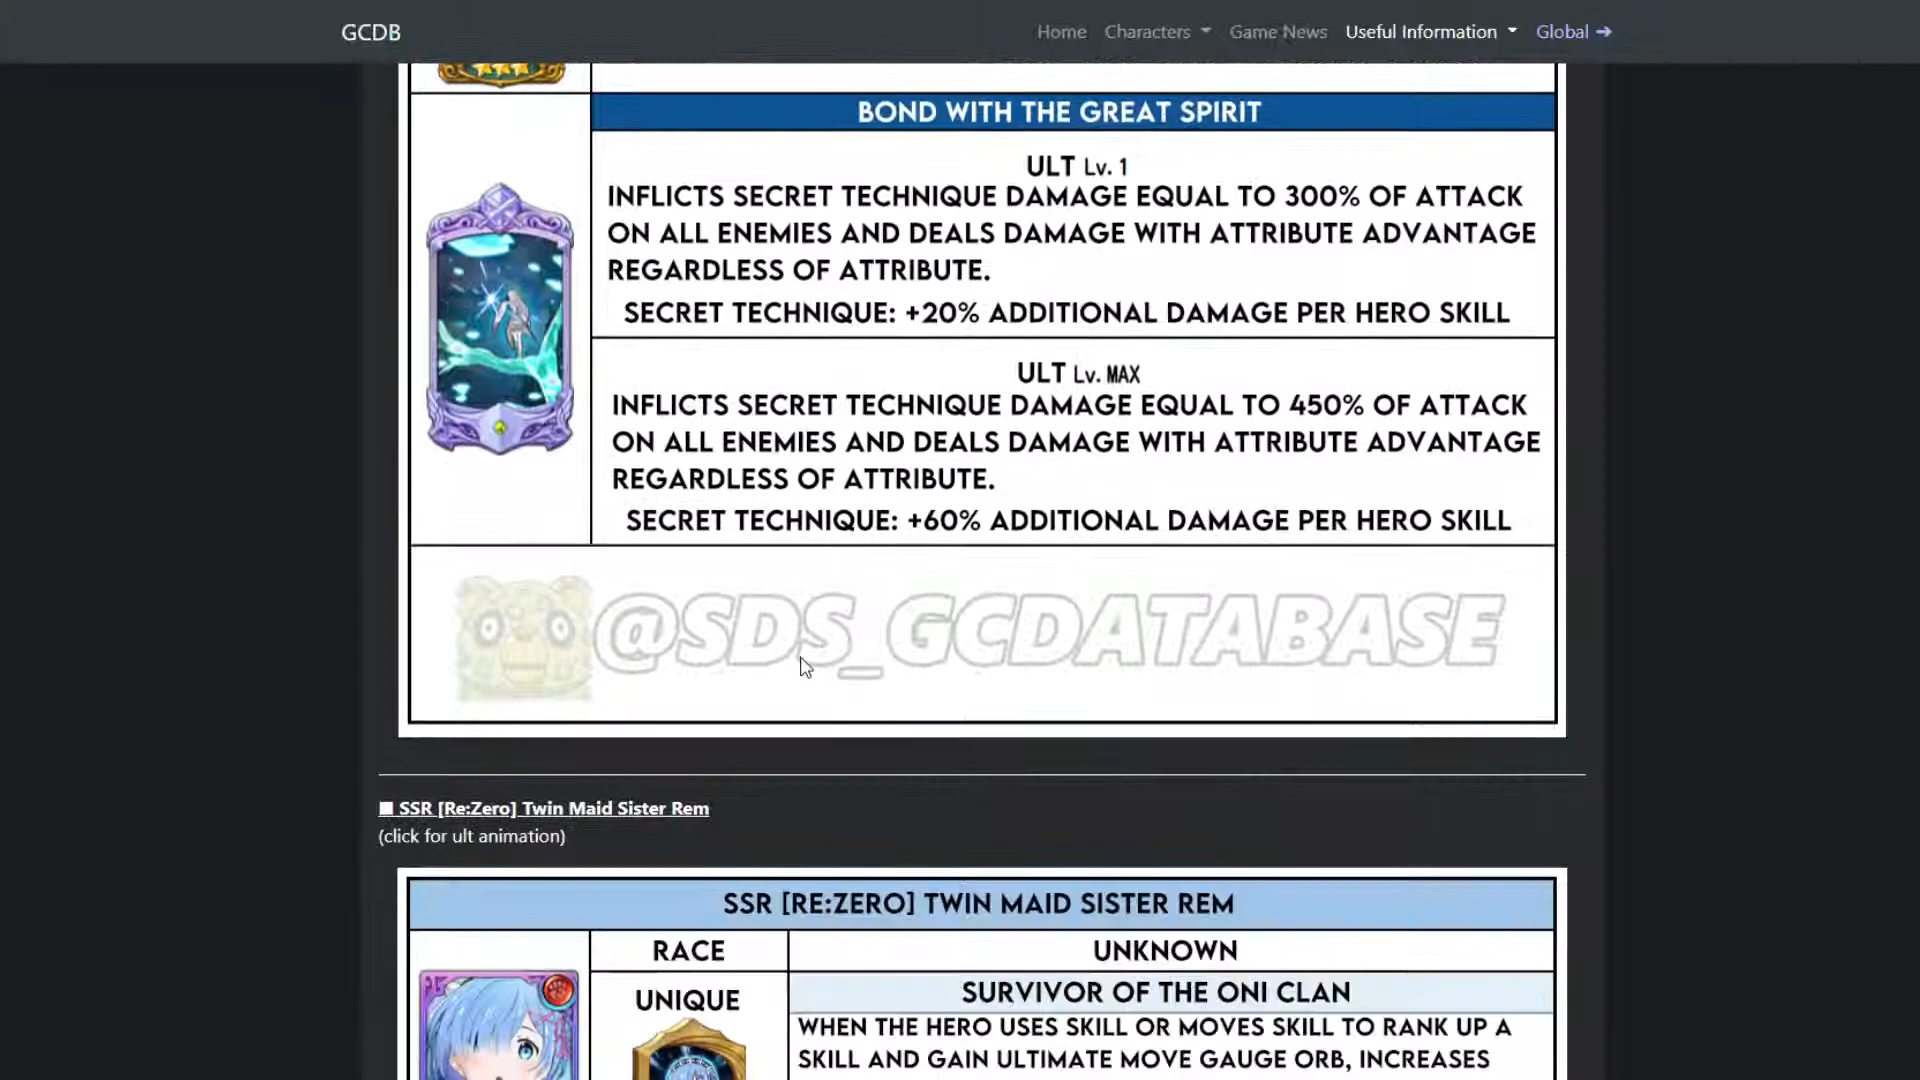 GCDB
Home
Characters
Game News
Useful Information
Global
BOND WITH THE GREAT SPIRIT
ULT Lv. 1
INFLICTS SECRET TECHNIQUE DAMAGE EQUAL TO 300% OF ATTACK
ON ALL ENEMIES AND DEALS DAMAGE WITH ATTRIBUTE ADVANTAGE
REGARDLESS OF ATTRIBUTE.
SECRET TECHNIQUE: +20% ADDITIONAL DAMAGE PER HERO SKILL
ULT Lv. MAX
INFLICTS SECRET TECHNIQUE DAMAGE EQUAL TO 450% OF ATTACK
ON ALL ENEMIES AND DEALS DAMAGE WITH ATTRIBUTE ADVANTAGE
REGARDLESS OF ATTRIBUTE.
SECRET TECHNIQUE: +60% ADDITIONAL DAMAGE PER HERO SKILL
@SDS_GCDATABASE
■ SSR [Re:Zero] Twin Maid Sister Rem
(click for ult animation)
SSR [RE:ZERO] TWIN MAID SISTER REM
RACE
UNKNOWN
UNIQUE
SURVIVOR OF THE ONI CLAN
WHEN THE HERO USES SKILL OR MOVES SKILL TO RANK UP A
SKILL AND GAIN ULTIMATE MOVE GAUGE ORB, INCREASES